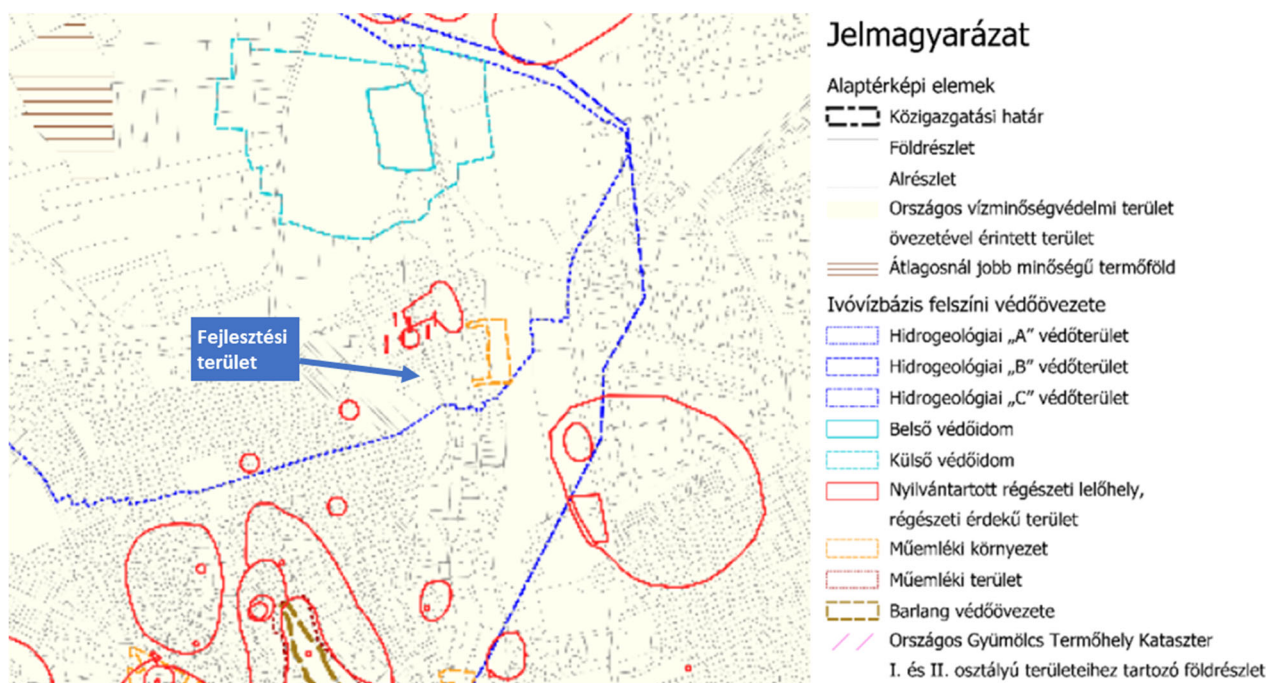 Fejlesztési
terület
Jelmagyarázat
Alaptérképi elemek
Közigazgatási határ
Földrészlet
Alrészlet
Országos vízminőségvédelmi terület
övezetével érintett terület
Átlagosnál jobb minőségű termőföld
Ivóvízbázis felszíni védőövezete
Hidrogeológiai „A” védőterület
Hidrogeológiai „B” védőterület
Hidrogeológiai „C” védőterület
Belső védőidom
Külső védőidom
Nyilvántartott régészeti lelőhely,
régészeti érdekű terület
Műemléki környezet
Műemléki terület
Barlang védőövezete
Országos Gyümölcs Termőhely Kataszter
I. és II. osztályú területeihez tartozó földrészlet